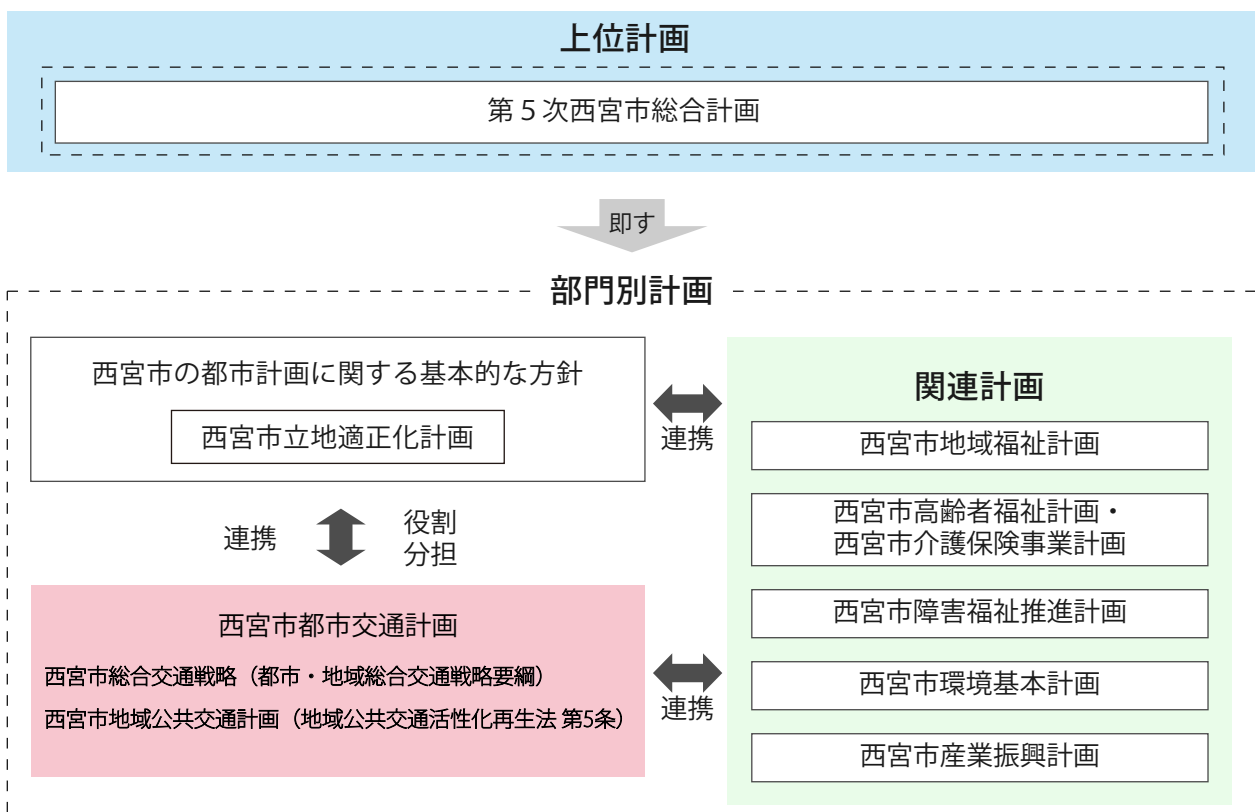 上位計画
第5次西宮市総合計画
即す
部門別計画
西宮市の都市計画に関する基本的な方針
西宮市立地適正化計画
連携
役割
分担
西宮市都市交通計画
西宮市総合交通戦略（都市・地域総合交通戦略要綱）
西宮市地域公共交通計画（地域公共交通活性化再生法 第5条）
連携
連携
関連計画
西宮市地域福祉計画
西宮市高齢者福祉計画・
西宮市介護保険事業計画
西宮市障害福祉推進計画
西宮市環境基本計画
西宮市産業振興計画